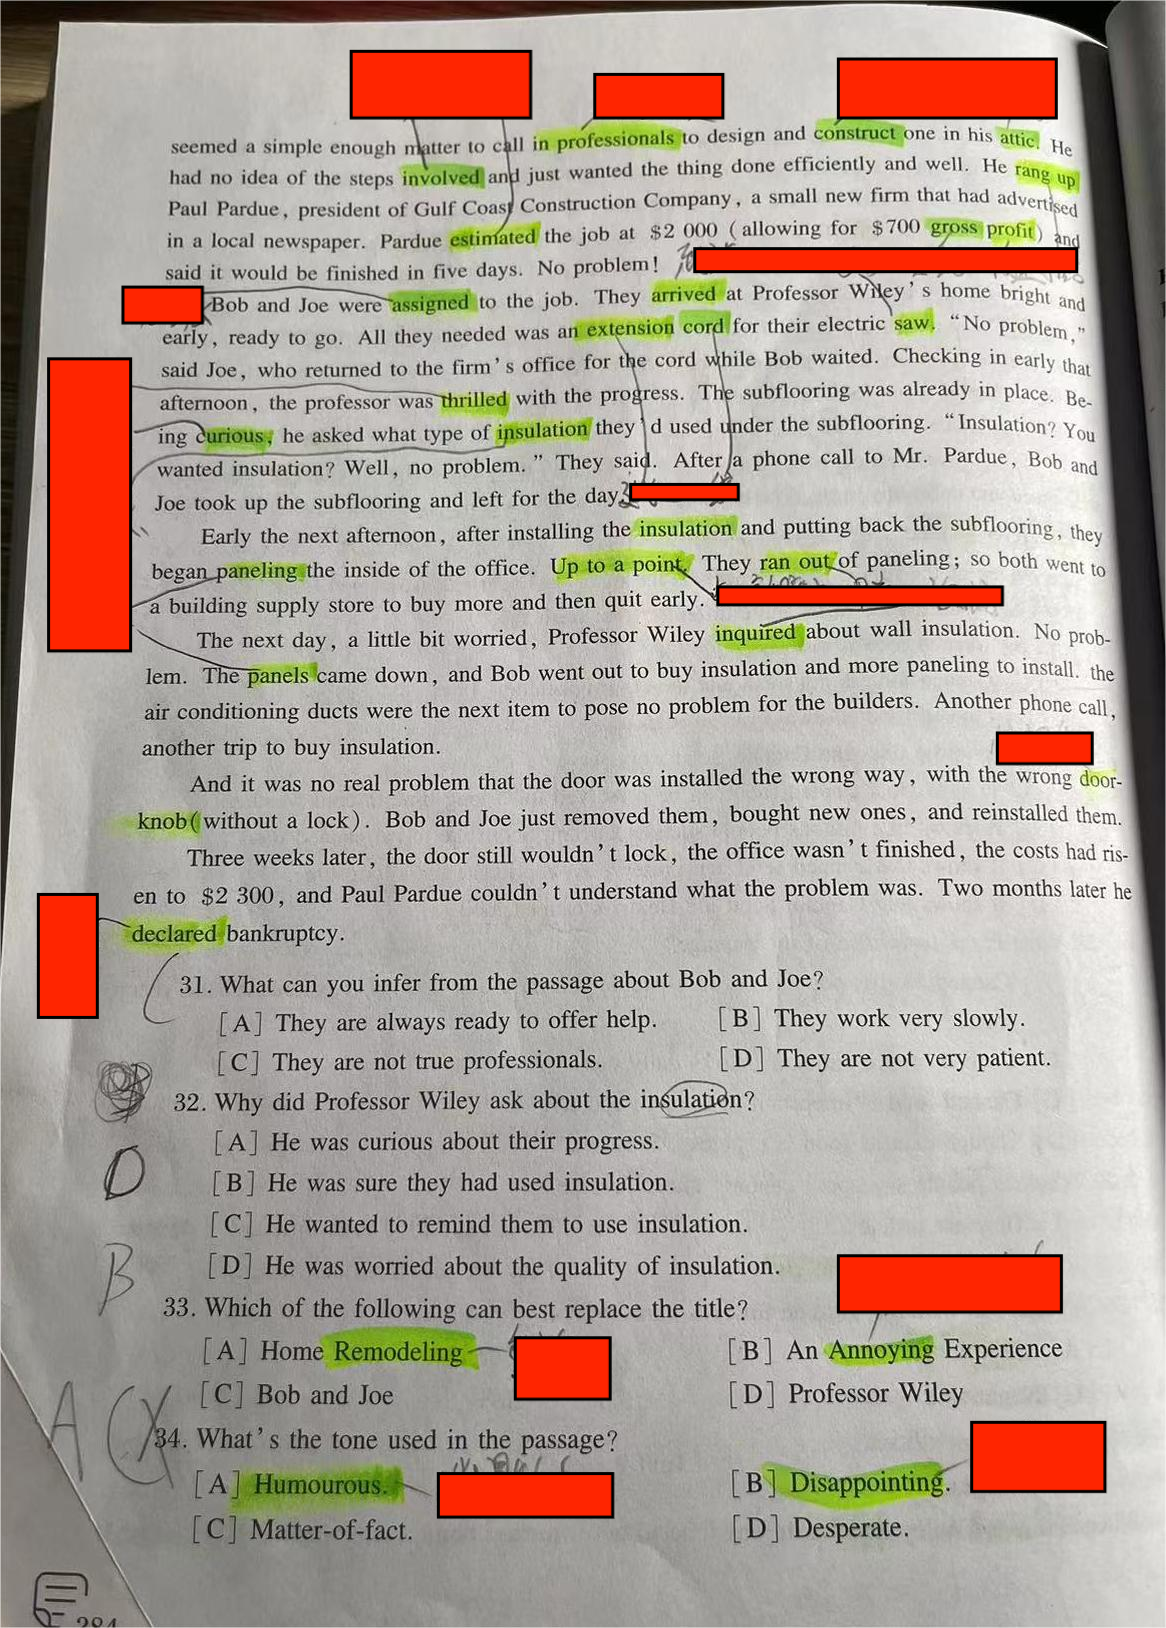 seemed a simple enough matter to call in professionals to design and construct one in his attic. He
had no idea of the steps involved and just wanted the thing done efficiently and well. He rang up
Paul Pardue, president of Gulf Coast Construction Company, a small new firm that had advertised
in a local newspaper. Pardue estimated the job at $2 000 (allowing for $700 gross profit) and
said it would be finished in five days. No problem!
Bob and Joe were assigned to the job. They arrived at Professor Wiley's home bright and
early, ready to go. All they needed was an extension cord for their electric saw. "No problem,"
said Joe, who returned to the firm's office for the cord while Bob waited. Checking in early that
afternoon, the professor was thrilled with the progress. The subflooring was already in place. Be-
ing curious, he asked what type of insulation they'd used under the subflooring. "Insulation? You
wanted insulation? Well, no problem." They said. After a phone call to Mr. Pardue, Bob and
Joe took up the subflooring and left for the day.
Early the next afternoon, after installing the insulation and putting back the subflooring, they
began paneling the inside of the office. Up to a point. They ran out of paneling; so both went to
a building supply store to buy more and then quit early.
The next day, a little bit worried, Professor Wiley inquired about wall insulation. No prob-
lem. The panels came down, and Bob went out to buy insulation and more paneling to install. the
air conditioning ducts were the next item to pose no problem for the builders. Another phone call,
another trip to buy insulation.
And it was no real problem that the door was installed the wrong way, with the wrong door-
knob(without a lock). Bob and Joe just removed them, bought new ones, and reinstalled them.
Three weeks later, the door still wouldn't lock, the office wasn't finished, the costs had ris-
en to $2 300, and Paul Pardue couldn't understand what the problem was. Two months later he
declared bankruptcy.
C 31. What can you infer from the passage about Bob and Joe?
[A] They are always ready to offer help. [B] They work very slowly.
[C] They are not true professionals. [D] They are not very patient.
32. Why did Professor Wiley ask about the insulation?
[A] He was curious about their progress.
D [B] He was sure they had used insulation.
[C] He wanted to remind them to use insulation.
[D] He was worried about the quality of insulation.
B 33. Which of the following can best replace the title?
[A] Home Remodeling [B] An Annoying Experience
[C] Bob and Joe [D] Professor Wiley
A C 34. What's the tone used in the passage?
[A] Humourous. [B] Disappointing.
[C] Matter-of-fact. [D] Desperate.